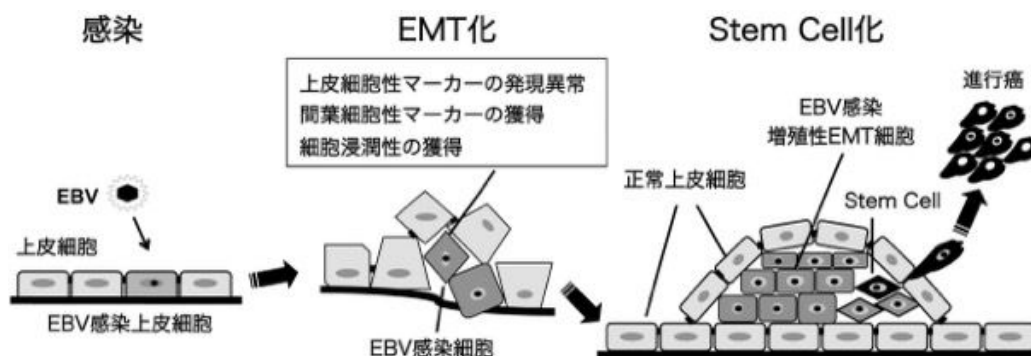 感染
EMT化
Stem Cell化
上皮細胞性マーカーの発現異常
間葉細胞性マーカーの獲得
細胞浸潤性の獲得
EBV
上皮細胞
EBV感染上皮細胞
EBV感染細胞
進行癌
EBV感染
増殖性EMT細胞
正常上皮細胞
Stem Cell